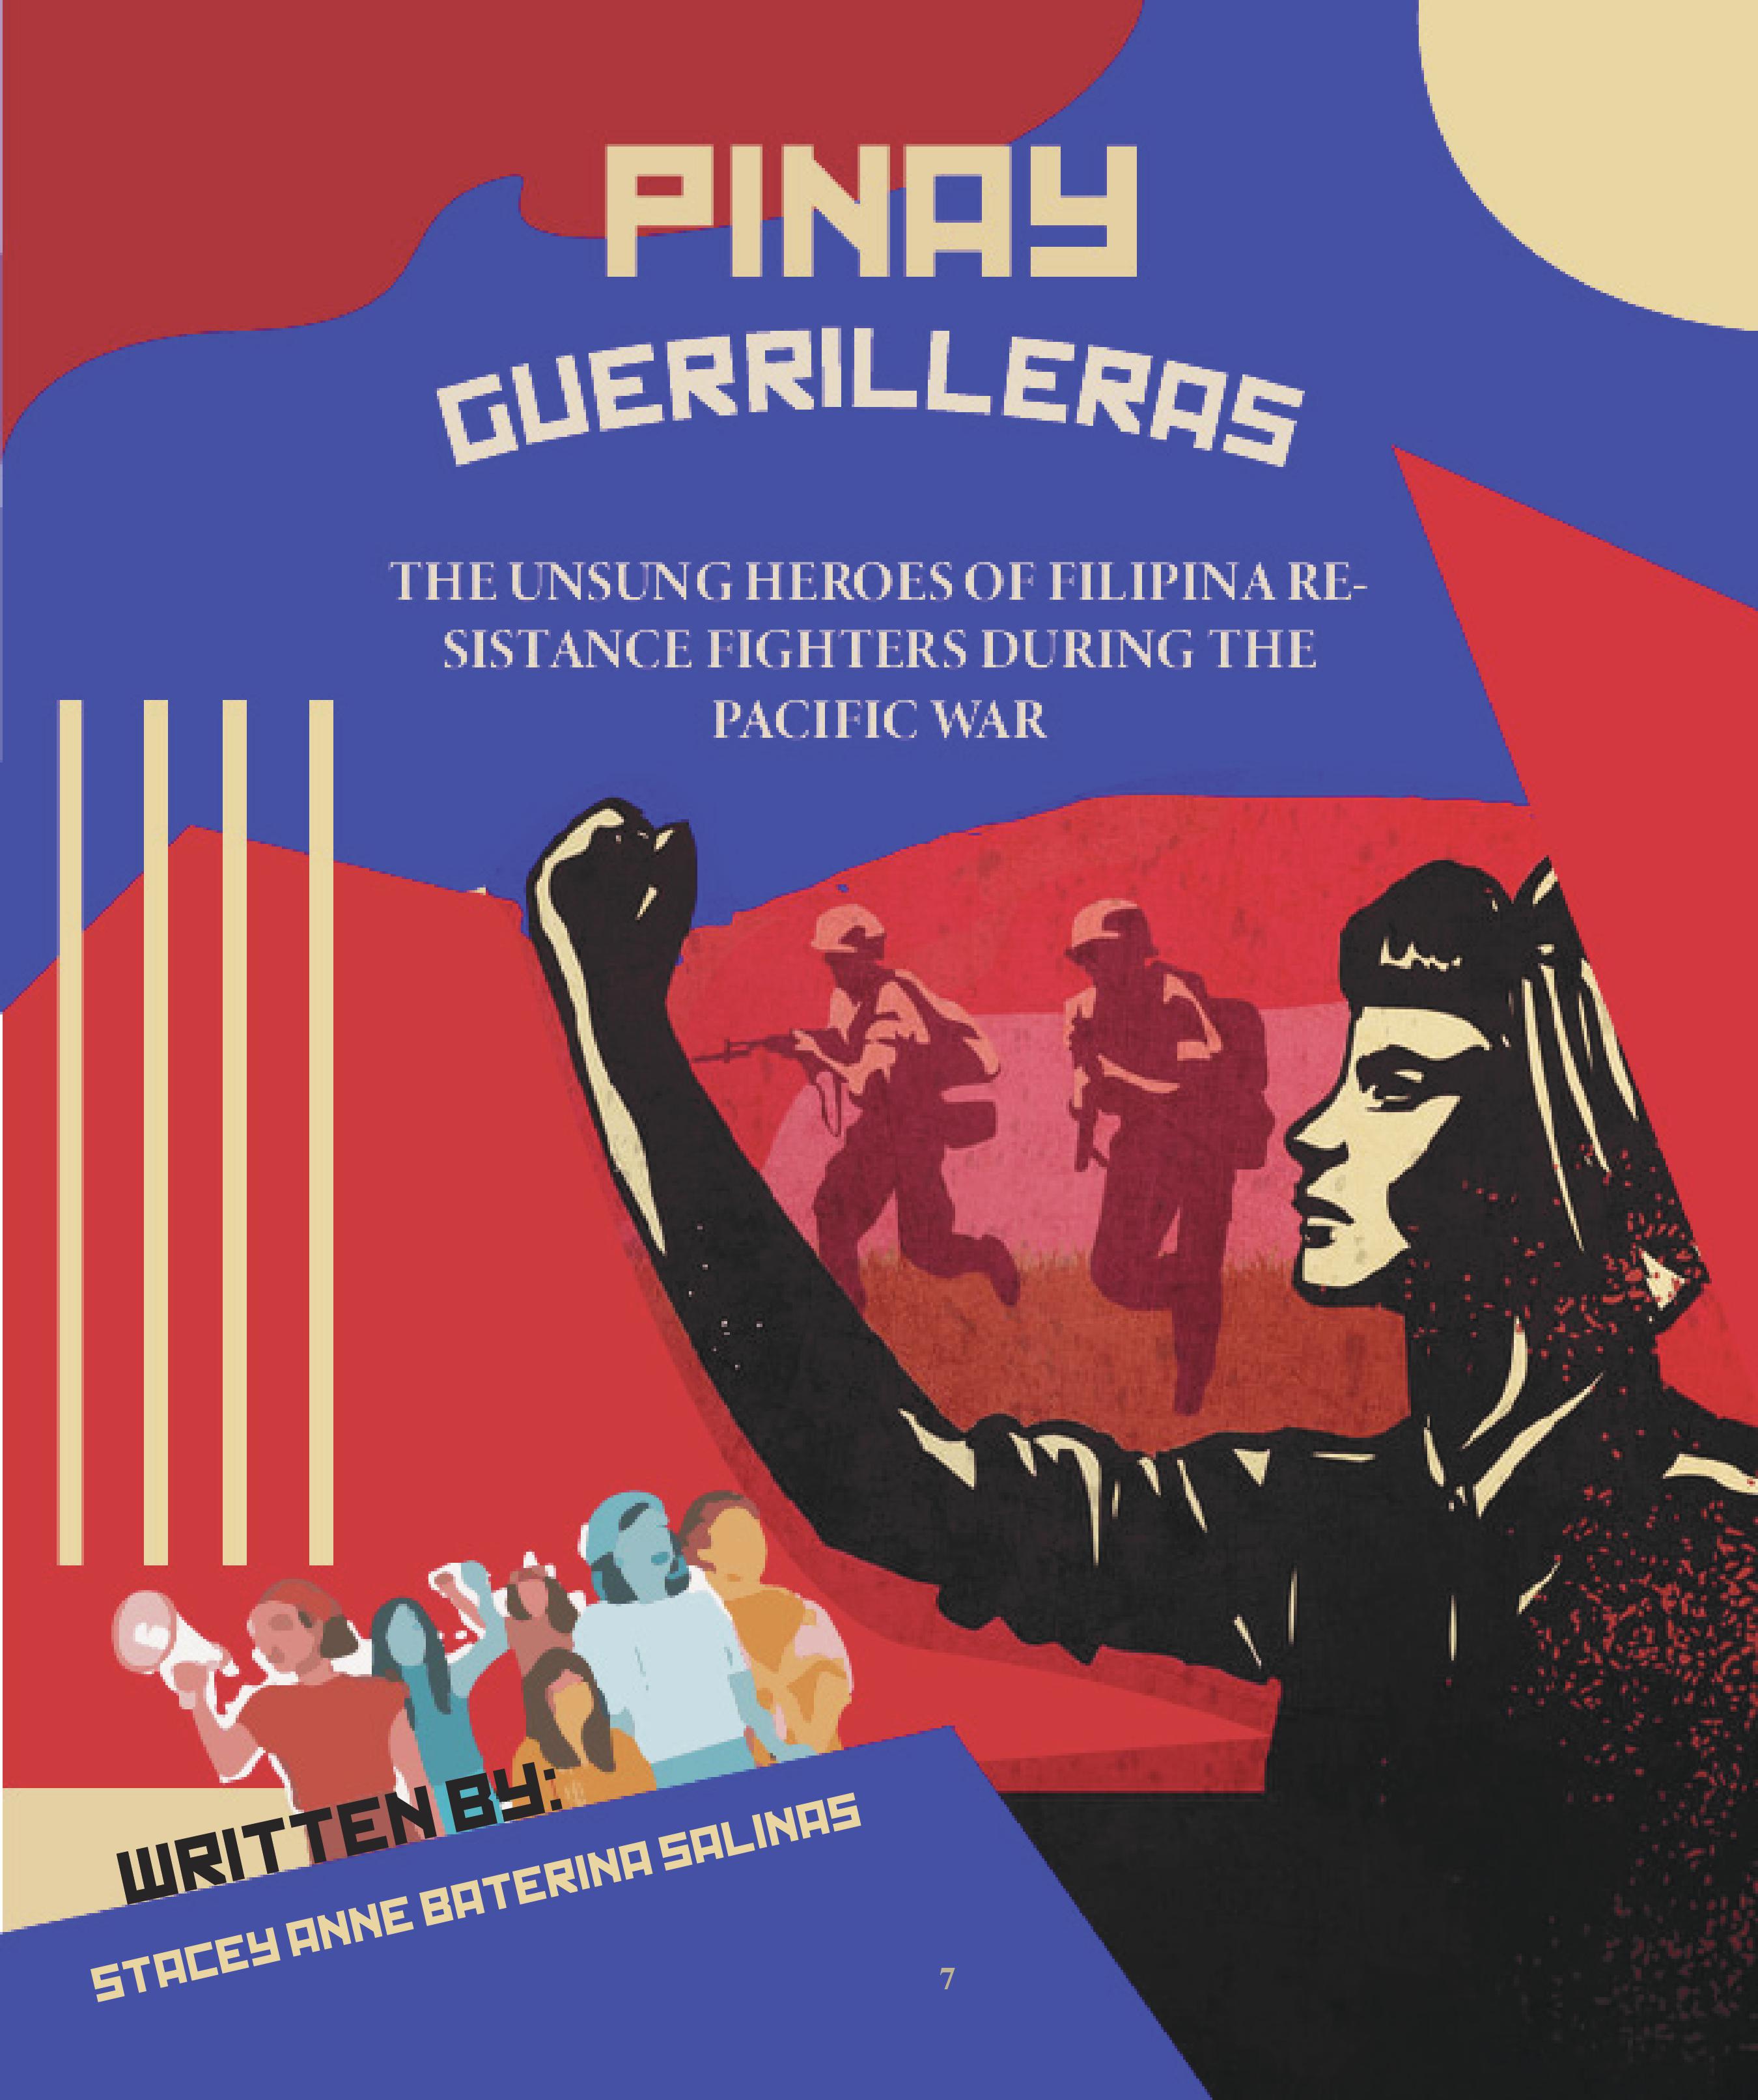 PINAY
GUERRILLERAS
THE UNSUNG HEROES OF FILIPINA RE-
SISTANCE FIGHTERS DURING THE
PACIFIC WAR
WRITTEN BY:
STACEY ANNE BATERINA SALINAS
7